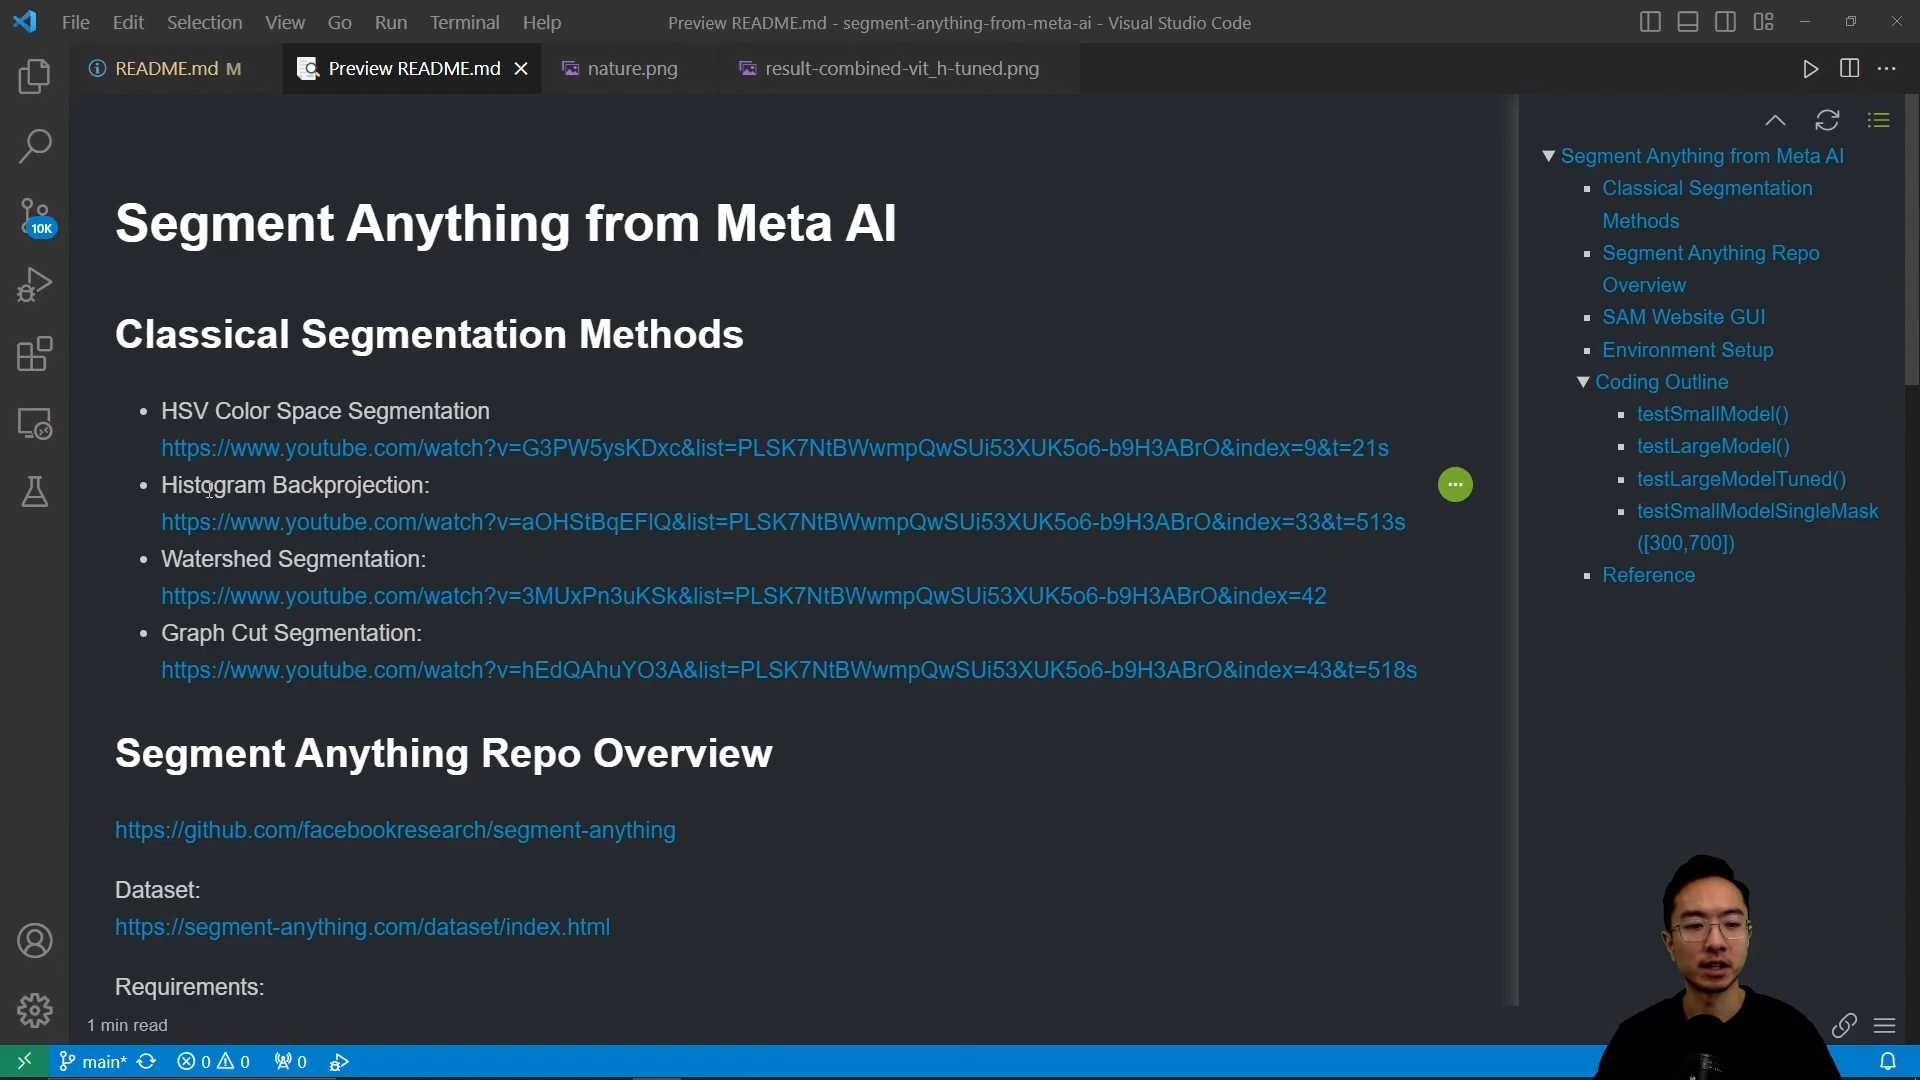 File Edit Selection View Go Run Terminal Help
Preview README.md - segment-anything-from-meta-ai - Visual Studio Code
README.md M
Preview README.md
nature.png
result-combined-vit_h-tuned.png
10K
Segment Anything from Meta AI
Classical Segmentation Methods
• HSV Color Space Segmentation
https://www.youtube.com/watch?v=G3PW5ysKDxc&list=PLSK7NtBWwmpQwSUi53XUK5o6-b9H3ABrO&index=9&t=21s
• Histogram Backprojection:
https://www.youtube.com/watch?v=aOHStBqEFlQ&list=PLSK7NtBWwmpQwSUi53XUK5o6-b9H3ABrO&index=33&t=513s
• Watershed Segmentation:
https://www.youtube.com/watch?v=3MUxPn3uKSk&list=PLSK7NtBWwmpQwSUi53XUK5o6-b9H3ABrO&index=42
• Graph Cut Segmentation:
https://www.youtube.com/watch?v=hEdQAhuYO3A&list=PLSK7NtBWwmpQwSUi53XUK5o6-b9H3ABrO&index=43&t=518s
Segment Anything Repo Overview
https://github.com/facebookresearch/segment-anything
Dataset:
https://segment-anything.com/dataset/index.html
Requirements:
1 min read
Segment Anything from Meta AI
Classical Segmentation
Methods
Segment Anything Repo
Overview
SAM Website GUI
Environment Setup
Coding Outline
testSmallModel()
testLargeModel()
testLargeModelTuned()
testSmallModelSingleMask
([300,700])
Reference
main* 0 0 0